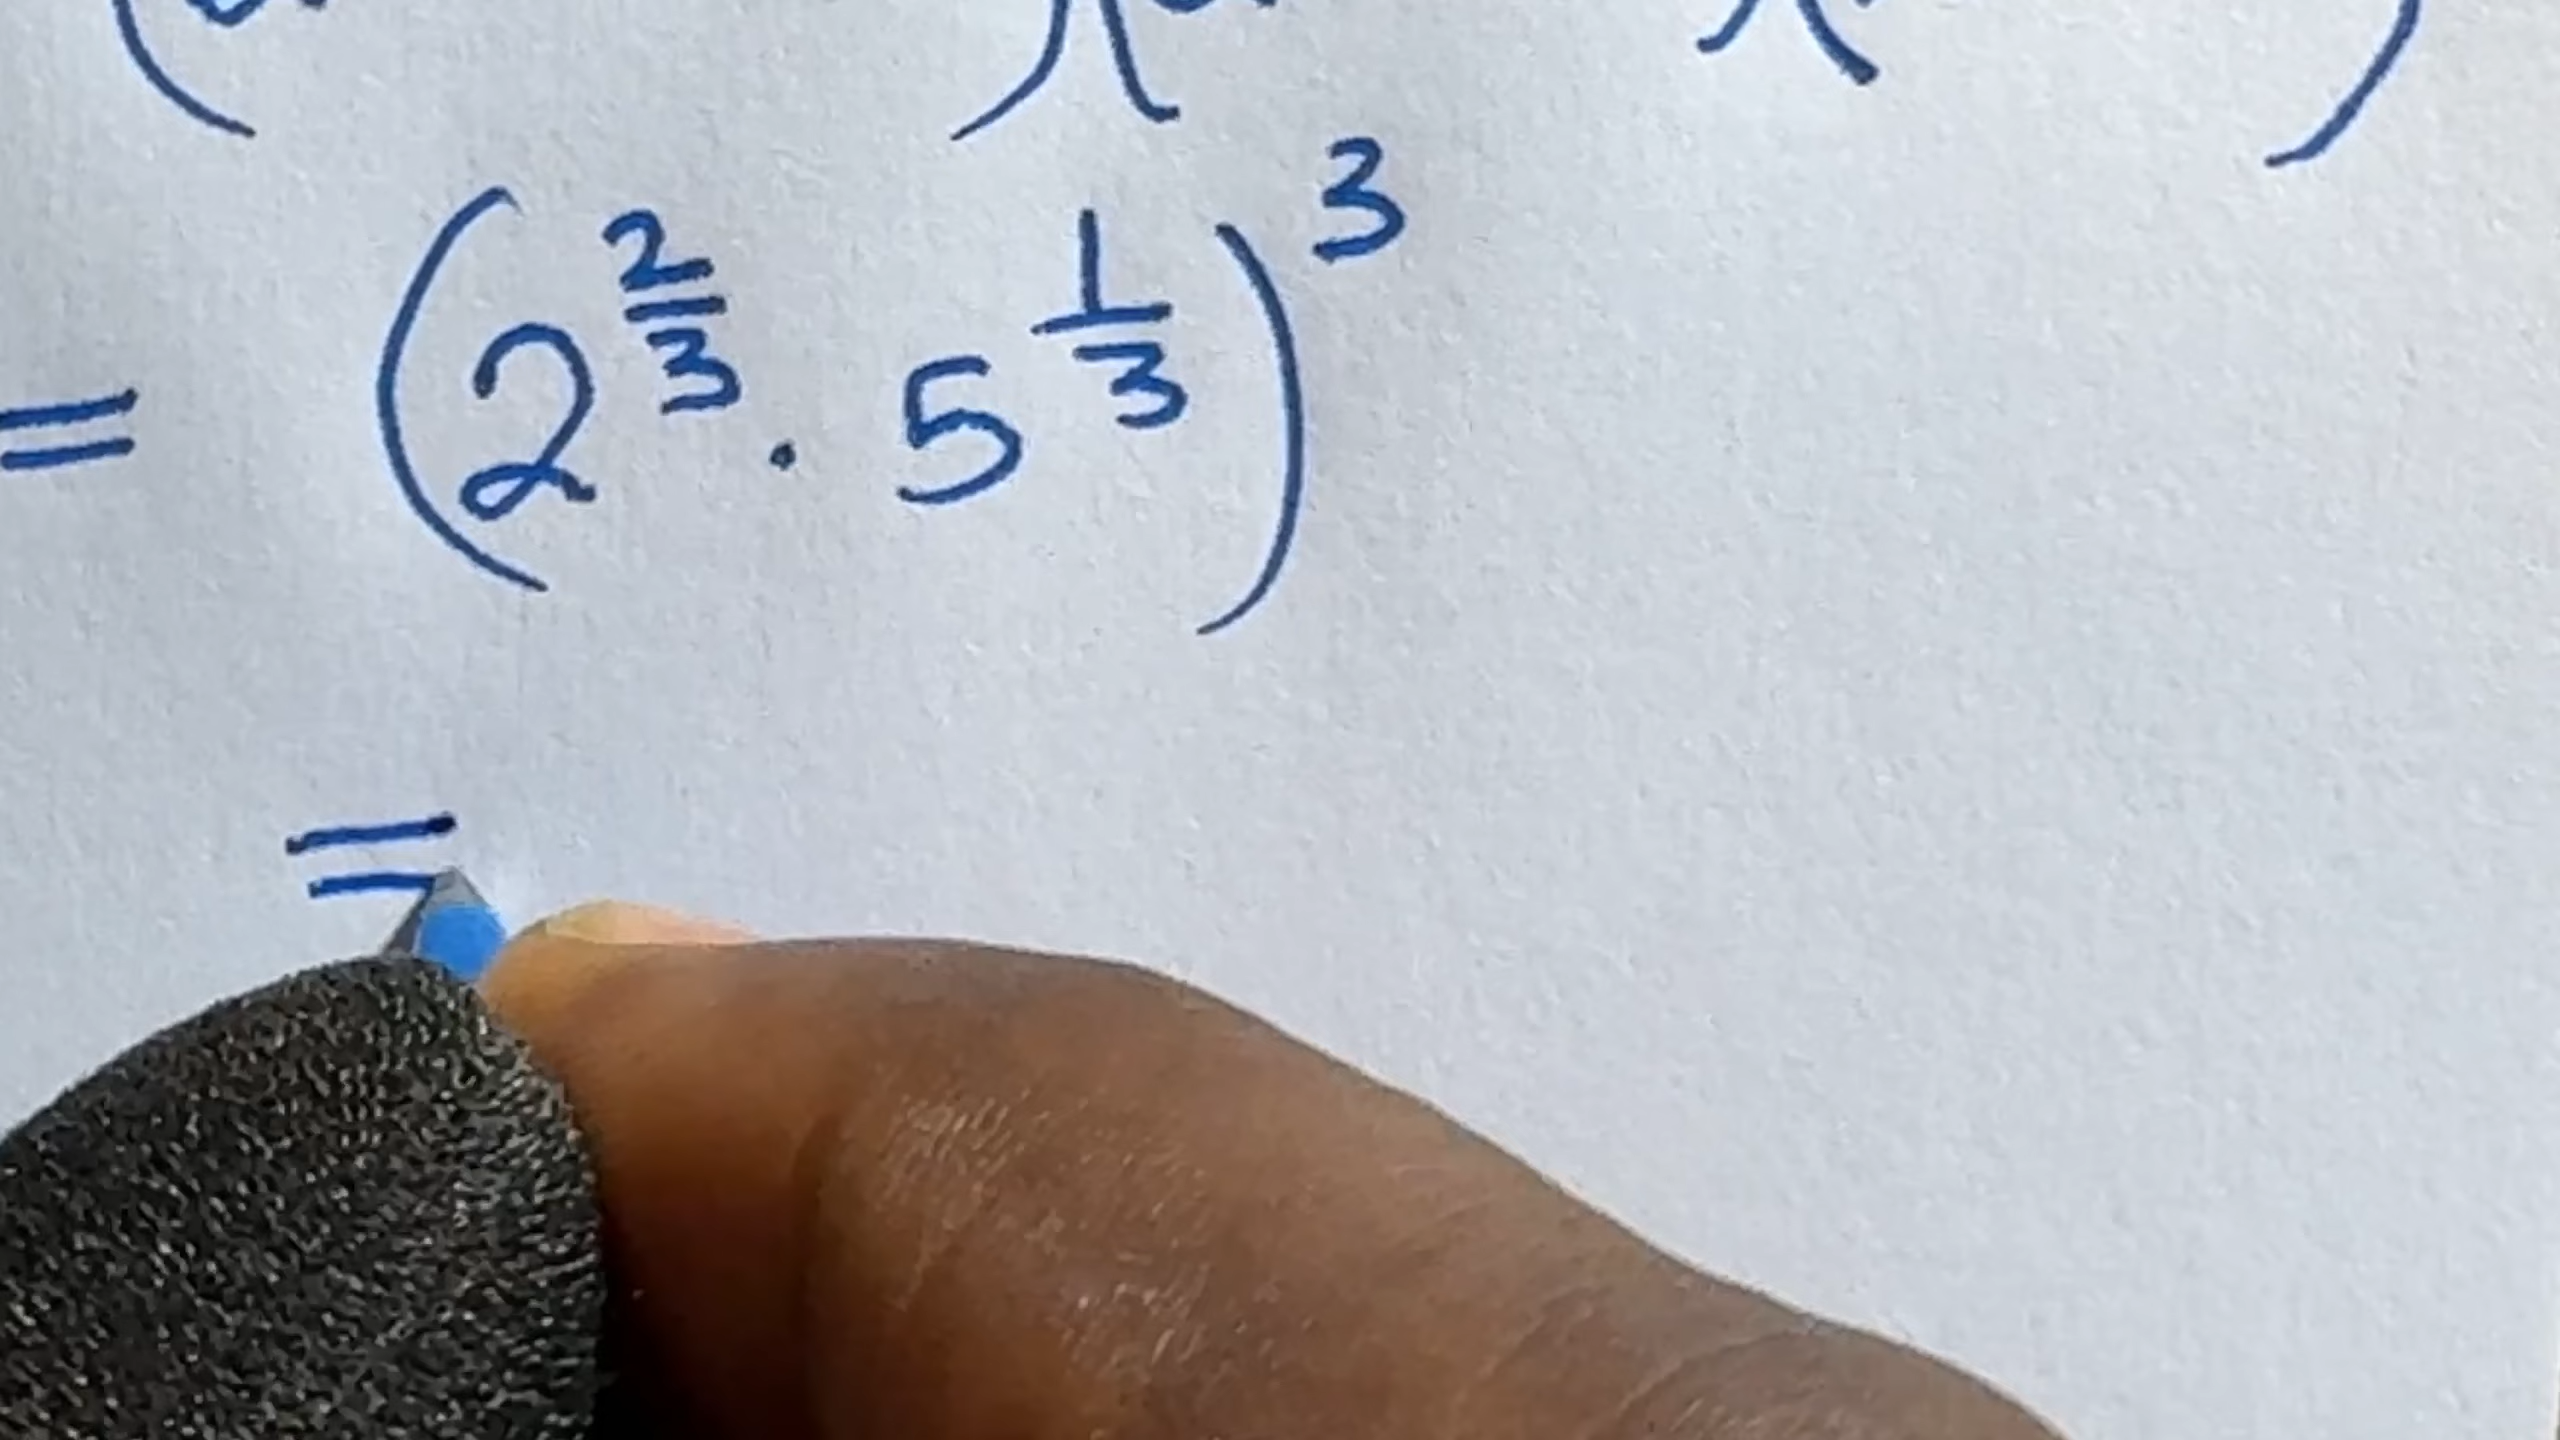 = (2^{2/3} · 5^{1/3})^3
=